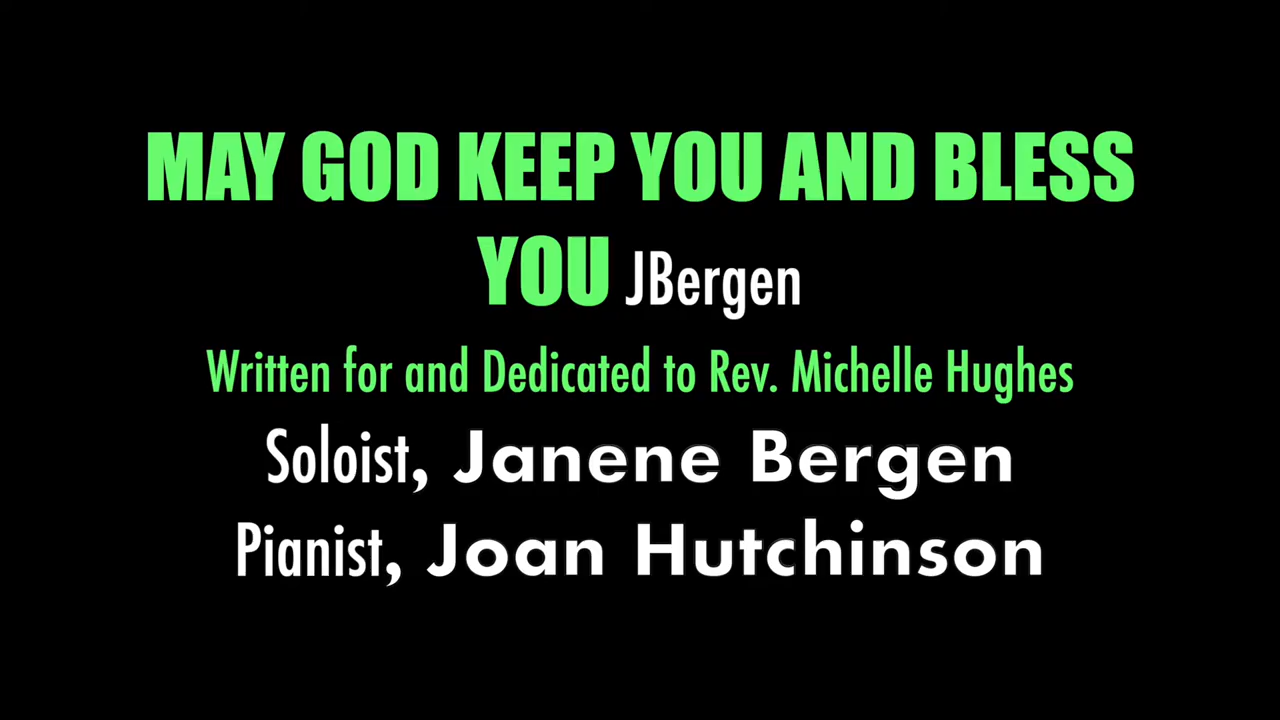 MAY GOD KEEP YOU AND BLESS
YOU JBergen
Written for and Dedicated to Rev. Michelle Hughes
Soloist, Janene Bergen
Pianist, Joan Hutchinson